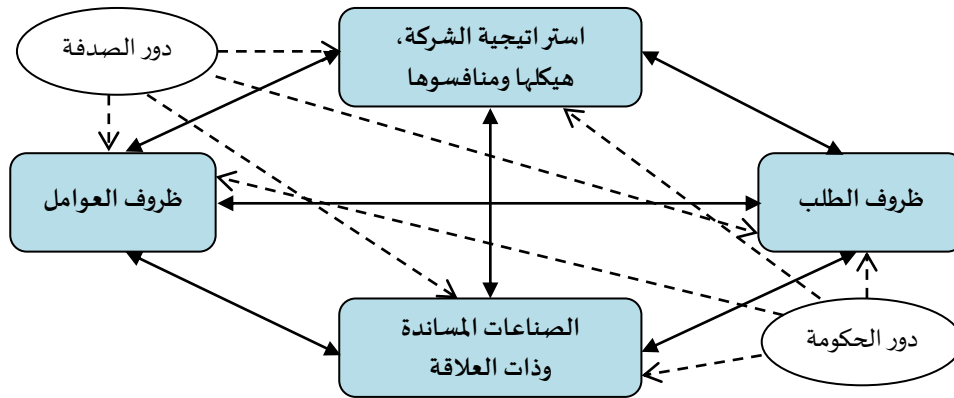 دور الصدفة
استراتيجية الشركة،
هيكلها ومنافسوها
ظروف الطلب
ظروف العوامل
الصناعات المساندة
وذات العلاقة
دور الحكومة